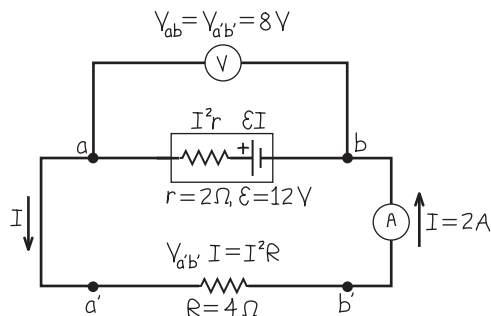 V_ab = V_a'b' = 8 V
V
I²r εI
a
+
b
r = 2Ω, ε = 12 V
I
A
I = 2A
V_a'b' I = I²R
a'
R = 4 Ω
b'